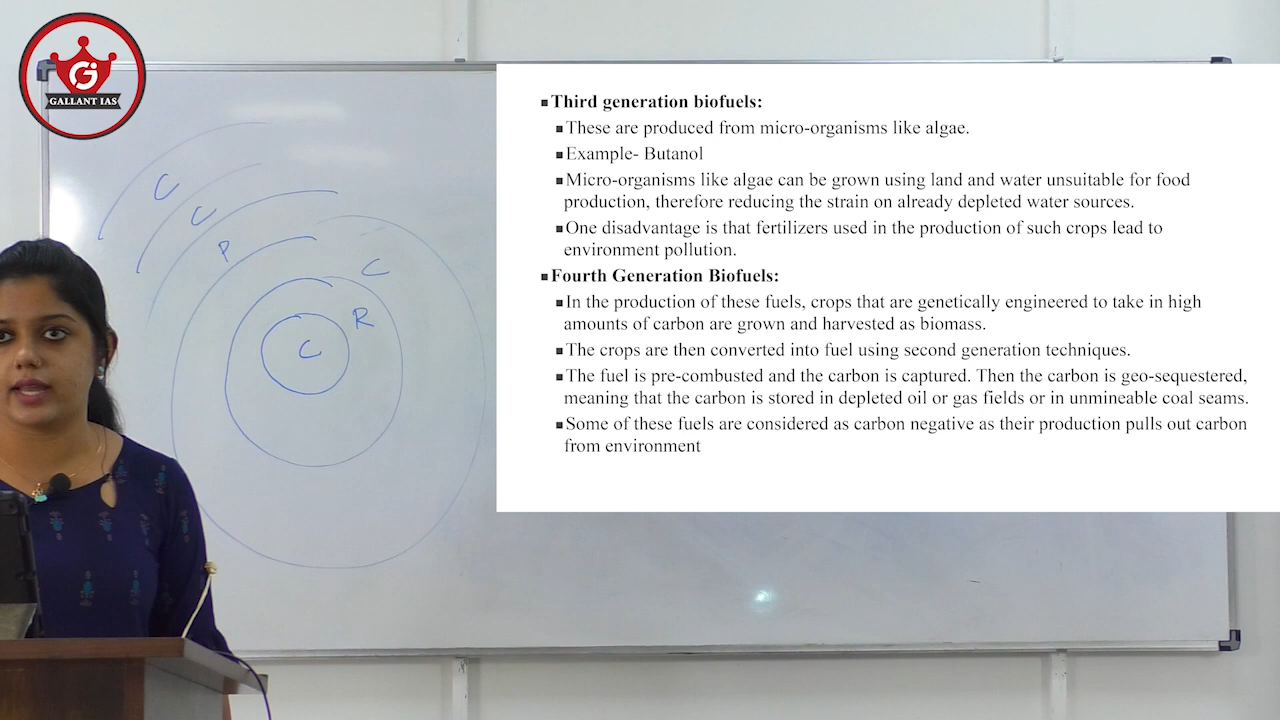 GALLANT IAS
Third generation biofuels:
These are produced from micro-organisms like algae.
Example- Butanol
Micro-organisms like algae can be grown using land and water unsuitable for food
production, therefore reducing the strain on already depleted water sources.
One disadvantage is that fertilizers used in the production of such crops lead to
environment pollution.
Fourth Generation Biofuels:
In the production of these fuels, crops that are genetically engineered to take in high
amounts of carbon are grown and harvested as biomass.
The crops are then converted into fuel using second generation techniques.
The fuel is pre-combusted and the carbon is captured. Then the carbon is geo-sequestered,
meaning that the carbon is stored in depleted oil or gas fields or in unmineable coal seams.
Some of these fuels are considered as carbon negative as their production pulls out carbon
from environment
C
C
P
C
R
C